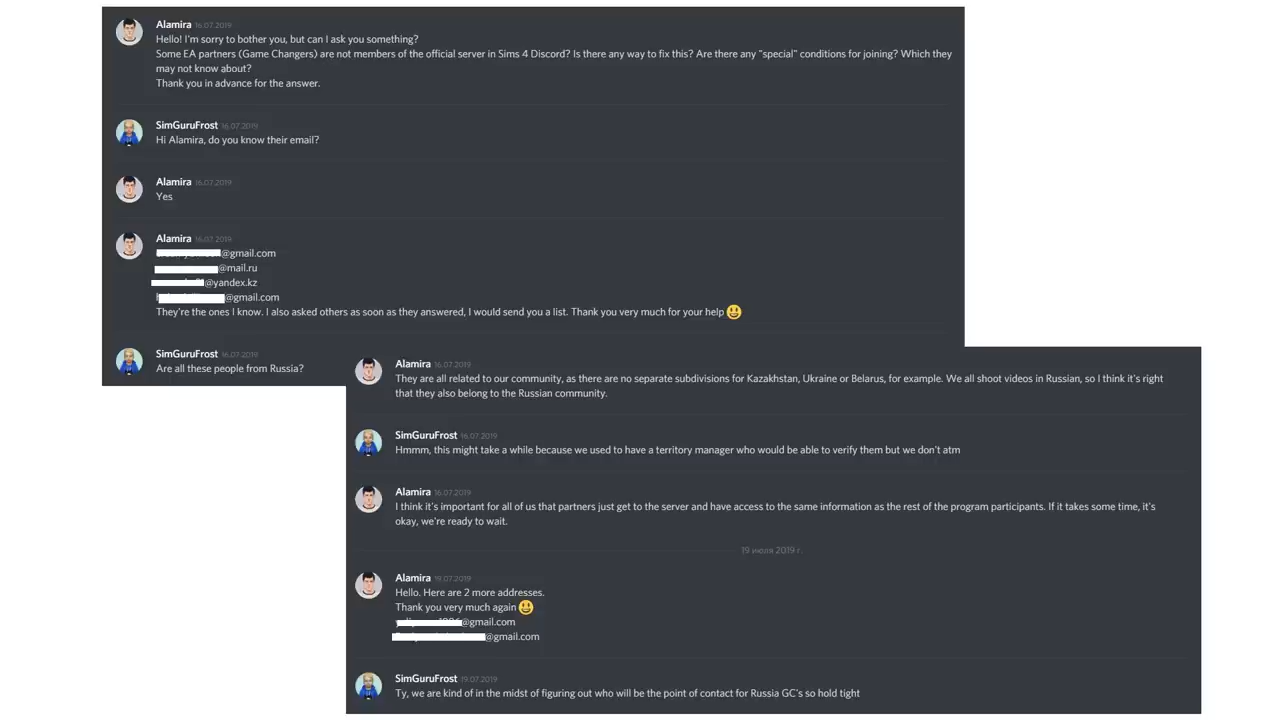 Alamira 16.07.2019
Hello! I'm sorry to bother you, but can I ask you something?
Some EA partners (Game Changers) are not members of the official server in Sims 4 Discord? Is there any way to fix this? Are there any "special" conditions for joining? Which they
may not know about?
Thank you in advance for the answer.
SimGuruFrost 16.07.2019
Hi Alamira, do you know their email?
Alamira 16.07.2019
Yes
Alamira 16.07.2019
@gmail.com
@mail.ru
@yandex.kz
@gmail.com
They're the ones I know. I also asked others as soon as they answered, I would send you a list. Thank you very much for your help
SimGuruFrost 16.07.2019
Are all these people from Russia?
Alamira 16.07.2019
They are all related to our community, as there are no separate subdivisions for Kazakhstan, Ukraine or Belarus, for example. We all shoot videos in Russian, so I think it's right
that they also belong to the Russian community.
SimGuruFrost 16.07.2019
Hmmm, this might take a while because we used to have a territory manager who would be able to verify them but we don't atm
Alamira 16.07.2019
I think it's important for all of us that partners just get to the server and have access to the same information as the rest of the program participants. If it takes some time, it's
okay, we're ready to wait.
19 июля 2019 г.
Alamira 19.07.2019
Hello. Here are 2 more addresses.
Thank you very much again
@gmail.com
@gmail.com
SimGuruFrost 19.07.2019
Ty, we are kind of in the midst of figuring out who will be the point of contact for Russia GC's so hold tight